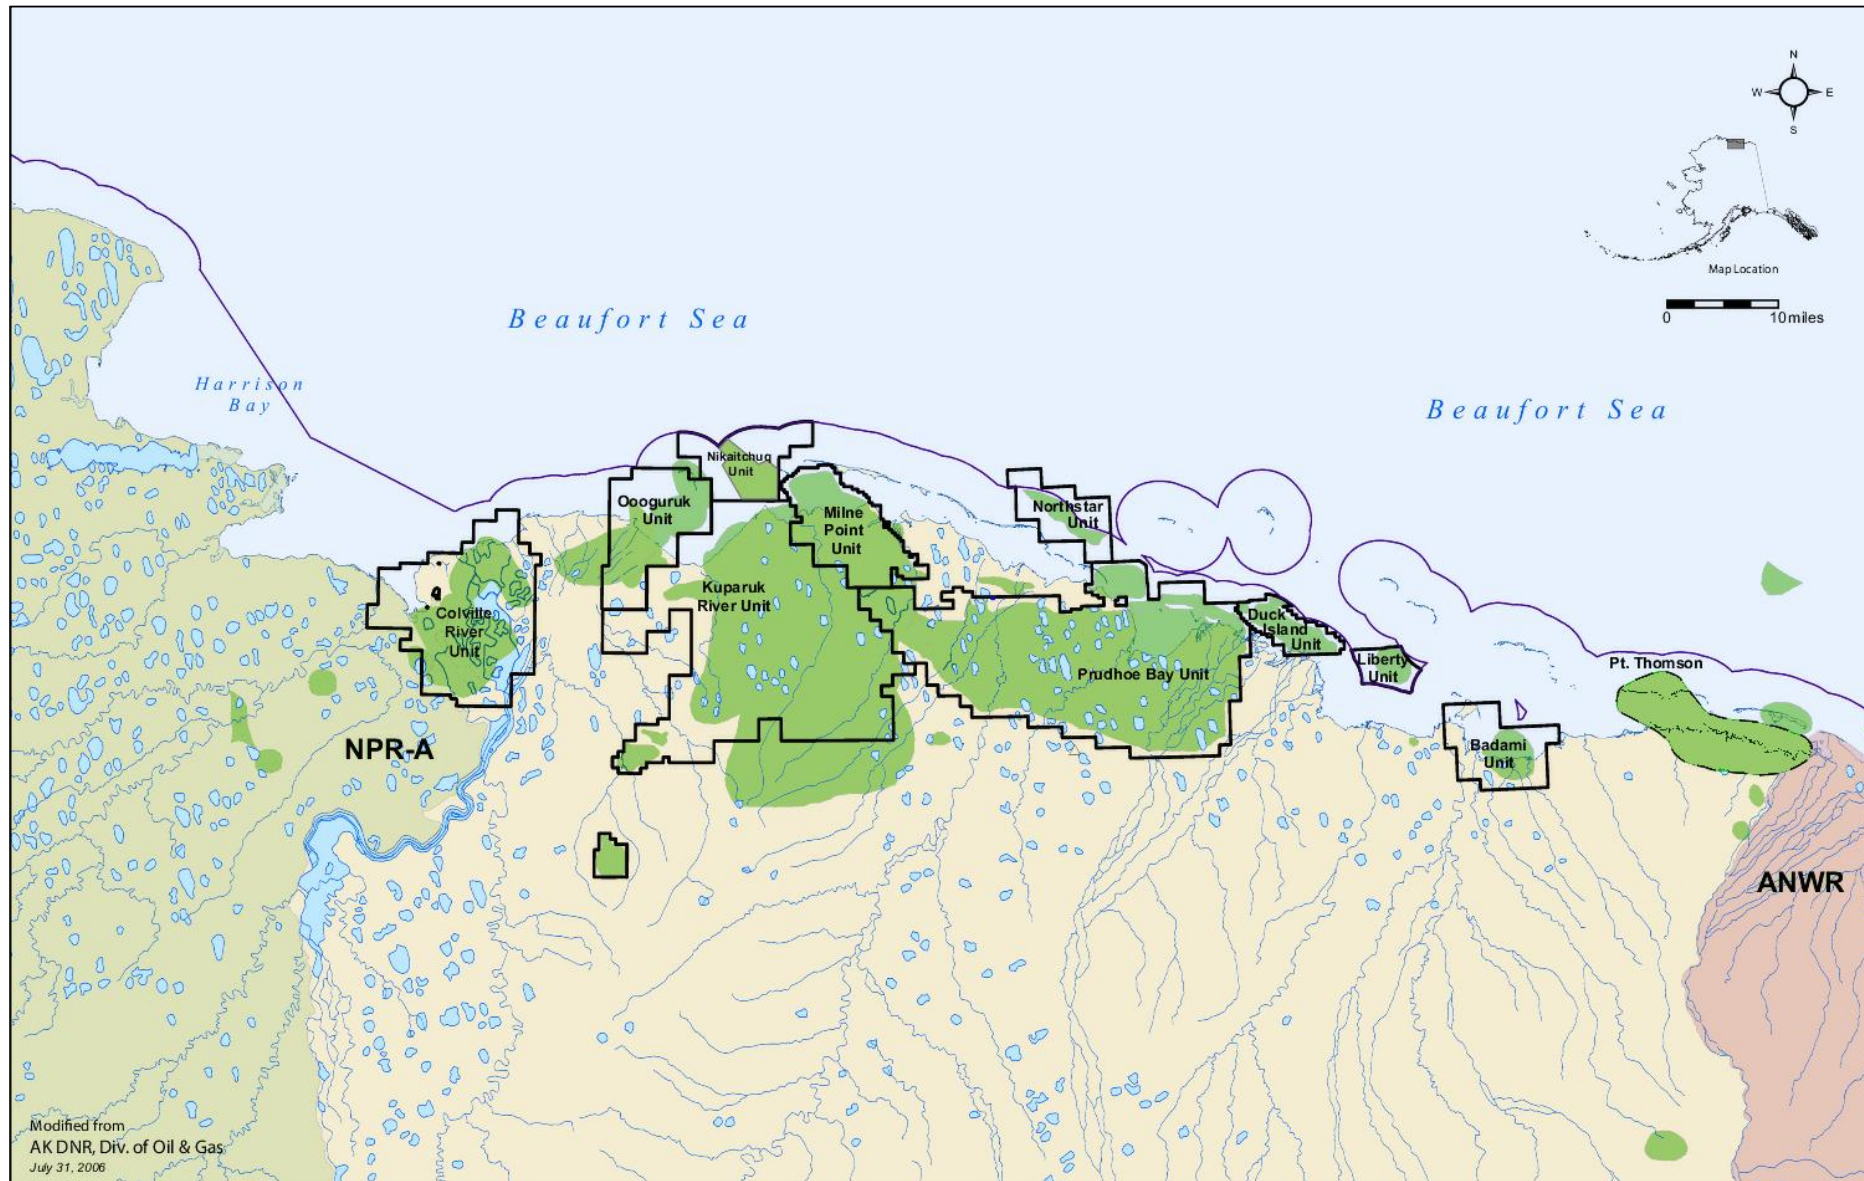 N
W
E
S
Map Location
0
10 miles
Beaufort Sea
Harrison
Bay
Beaufort Sea
Nikaitchuq
Unit
Oooguruk
Unit
Milne
Point
Unit
Northstar
Unit
Kuparuk
River Unit
Colville
River
Unit
Duck
Island
Unit
Liberty
Unit
Prudhoe Bay Unit
Pt. Thomson
Badami
Unit
NPR-A
ANWR
Modified from
AK DNR, Div. of Oil & Gas
July 31, 2006